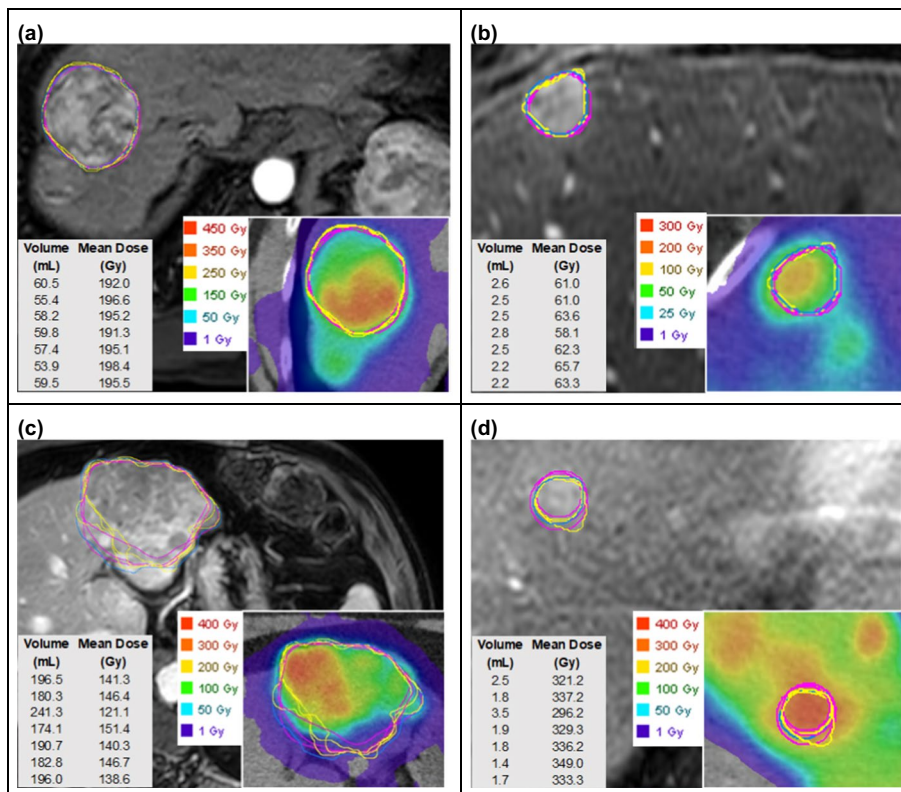 (a)
Volume Mean Dose
(mL) (Gy)
60.5 192.0
55.4 196.6
58.2 195.2
59.8 191.3
57.4 195.1
53.9 198.4
59.5 195.5
450 Gy
350 Gy
250 Gy
150 Gy
50 Gy
1 Gy
(b)
Volume Mean Dose
(mL) (Gy)
2.6 61.0
2.5 61.0
2.5 63.6
2.8 58.1
2.5 62.3
2.2 65.7
2.2 63.3
300 Gy
200 Gy
100 Gy
50 Gy
25 Gy
1 Gy
(c)
Volume Mean Dose
(mL) (Gy)
196.5 141.3
180.3 146.4
241.3 121.1
174.1 151.4
190.7 140.3
182.8 146.7
196.0 138.6
400 Gy
300 Gy
200 Gy
100 Gy
50 Gy
1 Gy
(d)
Volume Mean Dose
(mL) (Gy)
2.5 321.2
1.8 337.2
3.5 296.2
1.9 329.3
1.8 336.2
1.4 349.0
1.7 333.3
400 Gy
300 Gy
200 Gy
100 Gy
50 Gy
1 Gy